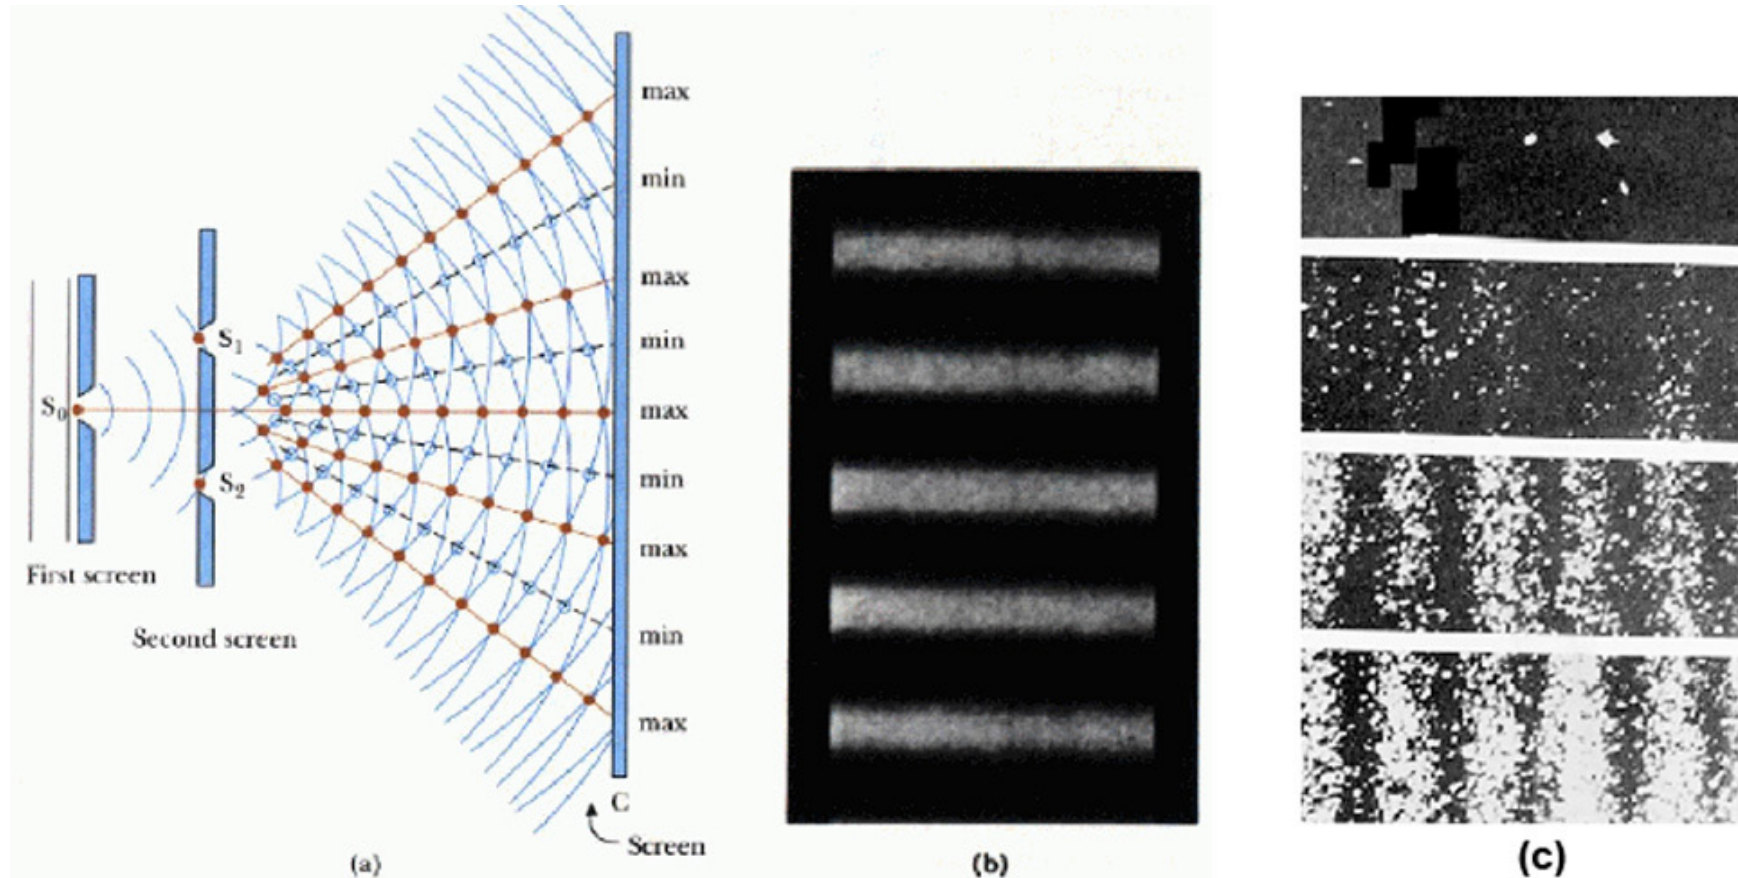 max
min
max
S₁
min
S₀
max
S₂
min
max
First screen
min
Second screen
max
C
Screen
(a)
(b)
(c)